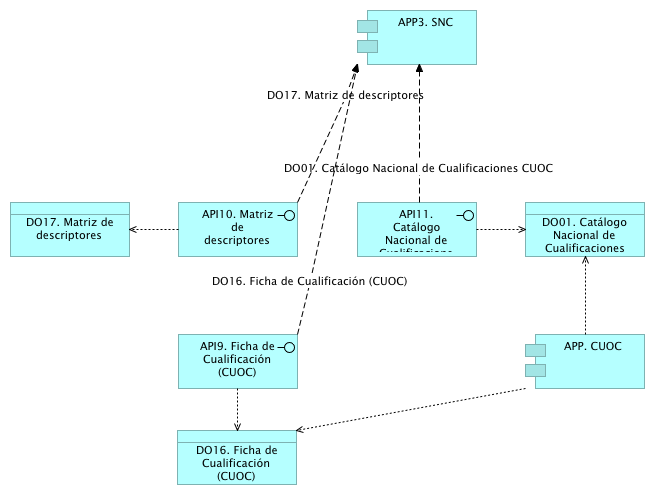 APP3. SNC
DO17. Matriz de descriptores
DO01. Catálogo Nacional de Cualificaciones CUOC
DO17. Matriz de
descriptores
API10. Matriz
de
descriptores
API11.
Catálogo
Nacional de
DO01. Catálogo
Nacional de
Cualificaciones
DO16. Ficha de Cualificación (CUOC)
API9. Ficha de
Cualificación
(CUOC)
APP. CUOC
DO16. Ficha de
Cualificación
(CUOC)